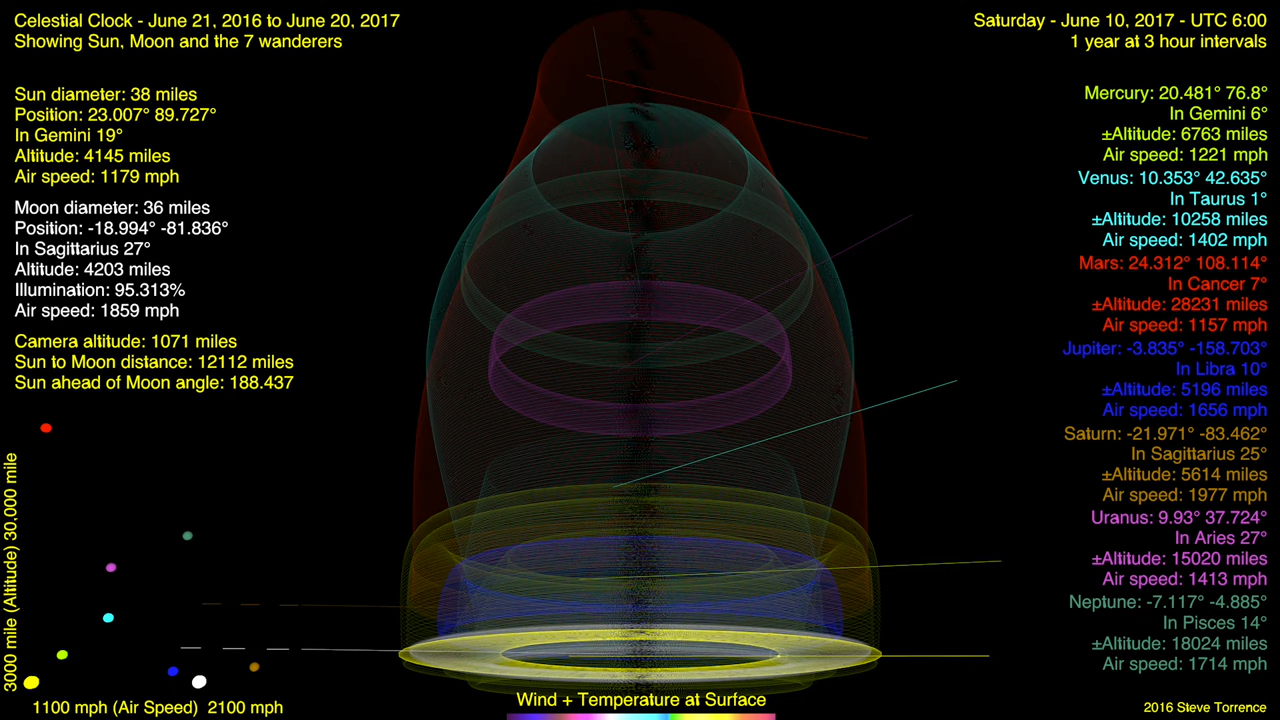 Celestial Clock - June 21, 2016 to June 20, 2017
Showing Sun, Moon and the 7 wanderers
Sun diameter: 38 miles
Position: 23.007° 89.727°
In Gemini 19°
Altitude: 4145 miles
Air speed: 1179 mph
Moon diameter: 36 miles
Position: -18.994° -81.836°
In Sagittarius 27°
Altitude: 4203 miles
Illumination: 95.313%
Air speed: 1859 mph
Camera altitude: 1071 miles
Sun to Moon distance: 12112 miles
Sun ahead of Moon angle: 188.437
3000 mile (Altitude) 30,000 mile
1100 mph (Air Speed) 2100 mph
Wind + Temperature at Surface
Saturday - June 10, 2017 - UTC 6:00
1 year at 3 hour intervals
Mercury: 20.481° 76.8°
In Gemini 6°
±Altitude: 6763 miles
Air speed: 1221 mph
Venus: 10.353° 42.635°
In Taurus 1°
±Altitude: 10258 miles
Air speed: 1402 mph
Mars: 24.312° 108.114°
In Cancer 7°
±Altitude: 28231 miles
Air speed: 1157 mph
Jupiter: -3.835° -158.703°
In Libra 10°
±Altitude: 5196 miles
Air speed: 1656 mph
Saturn: -21.971° -83.462°
In Sagittarius 25°
±Altitude: 5614 miles
Air speed: 1977 mph
Uranus: 9.93° 37.724°
In Aries 27°
±Altitude: 15020 miles
Air speed: 1413 mph
Neptune: -7.117° -4.885°
In Pisces 14°
±Altitude: 18024 miles
Air speed: 1714 mph
2016 Steve Torrence